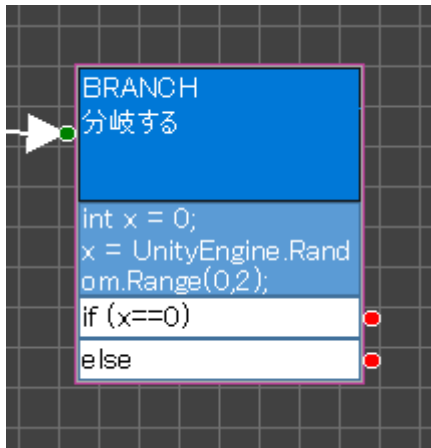 BRANCH
分岐する
int x = 0;
x = UnityEngine.Rand
om.Range(0,2);
if (x==0)
else